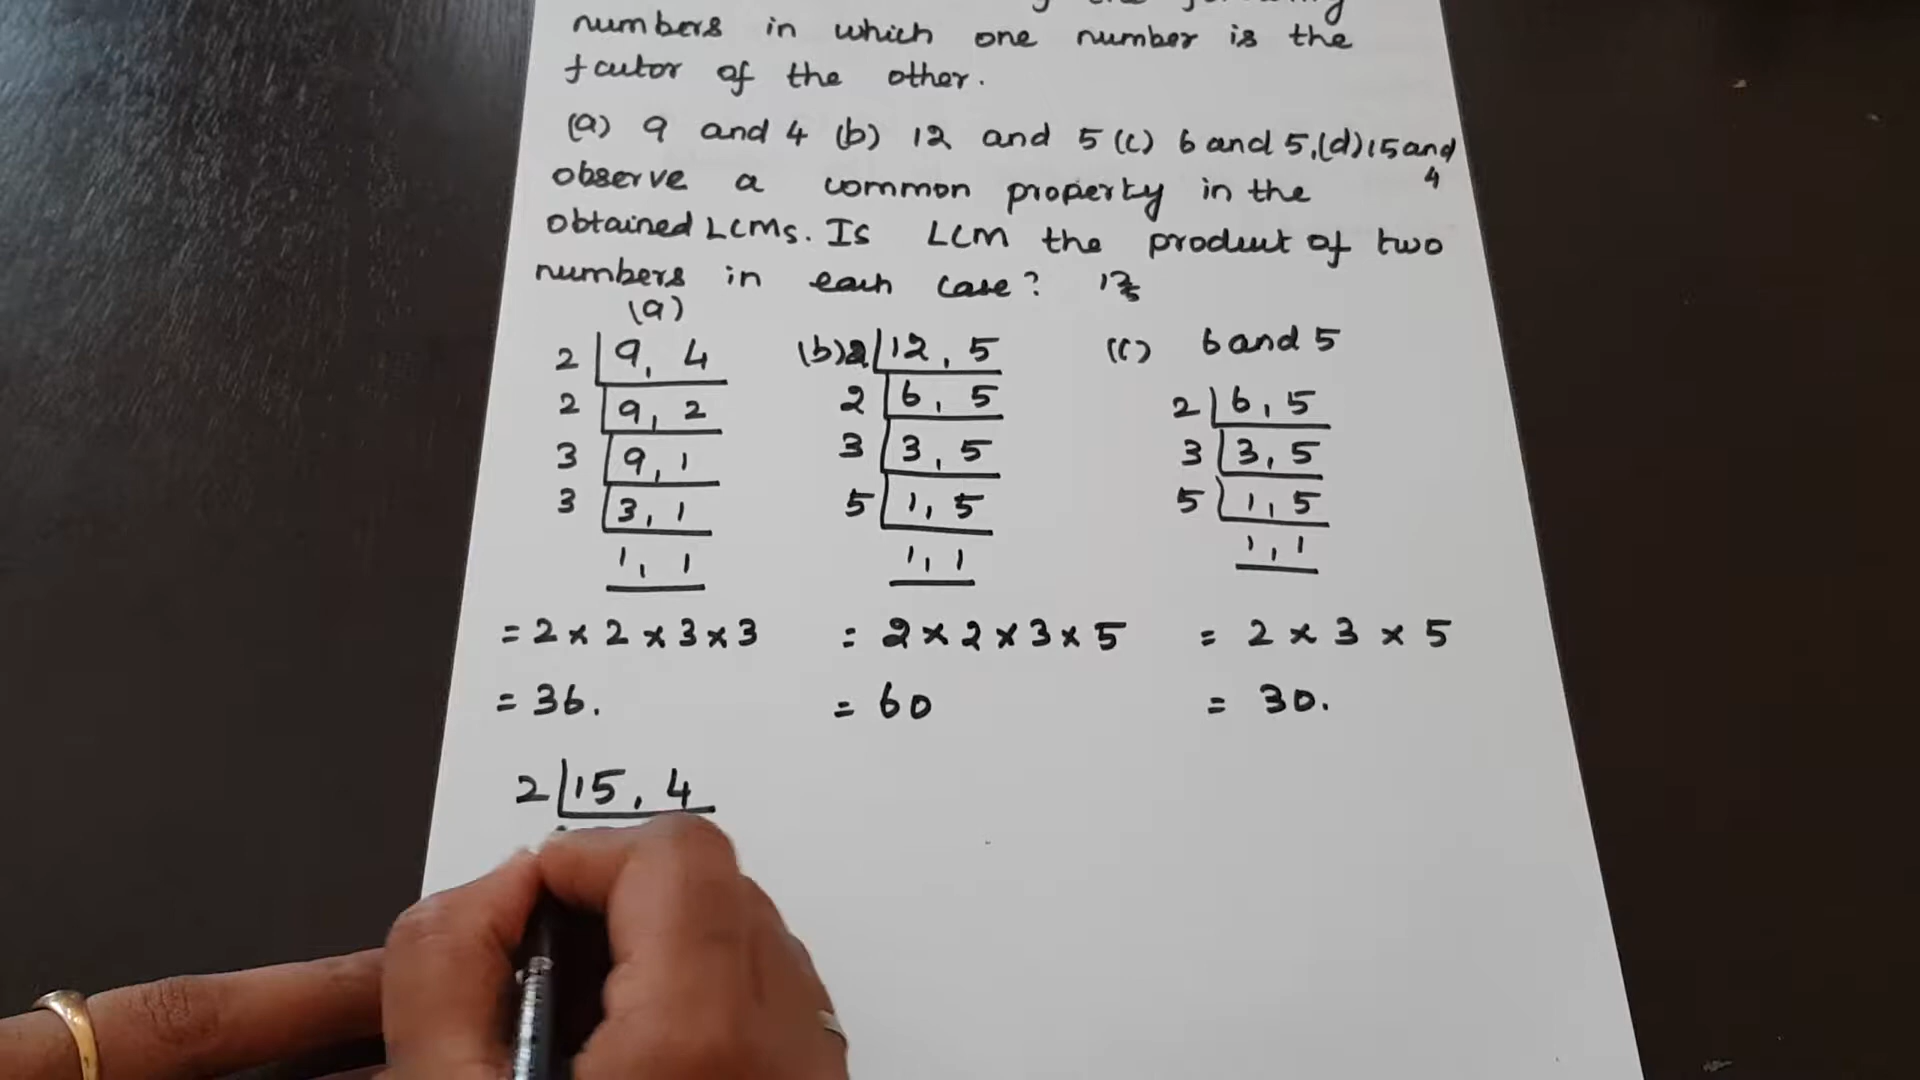 numbers in which one number is the
factor of the other.
(a) 9 and 4 (b) 12 and 5 (c) 6 and 5, (d) 15 and
4
observe a common property in the
obtained LCMs. Is LCM the product of two
numbers in each case?
(a)
2 | 9, 4
2 | 9, 2
3 | 9, 1
3 | 3, 1
1, 1
= 2 × 2 × 3 × 3
= 36.
(b) 2 | 12, 5
2 | 6, 5
3 | 3, 5
5 | 1, 5
1, 1
= 2 × 2 × 3 × 5
= 60
(c) 6 and 5
2 | 6, 5
3 | 3, 5
5 | 1, 5
1, 1
= 2 × 3 × 5
= 30.
2 | 15, 4